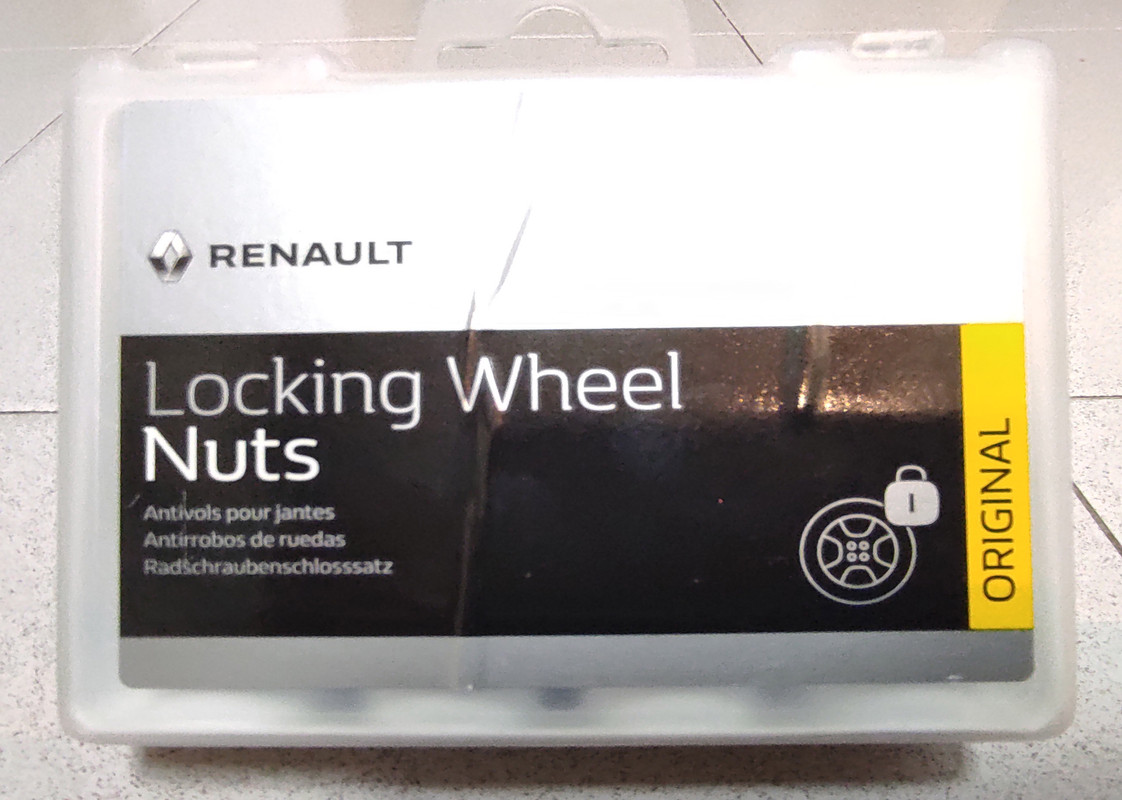 RENAULT
Locking Wheel
Nuts
Antivols pour jantes
Antirrobos de ruedas
Radschraubenschlosssatz
ORIGINAL